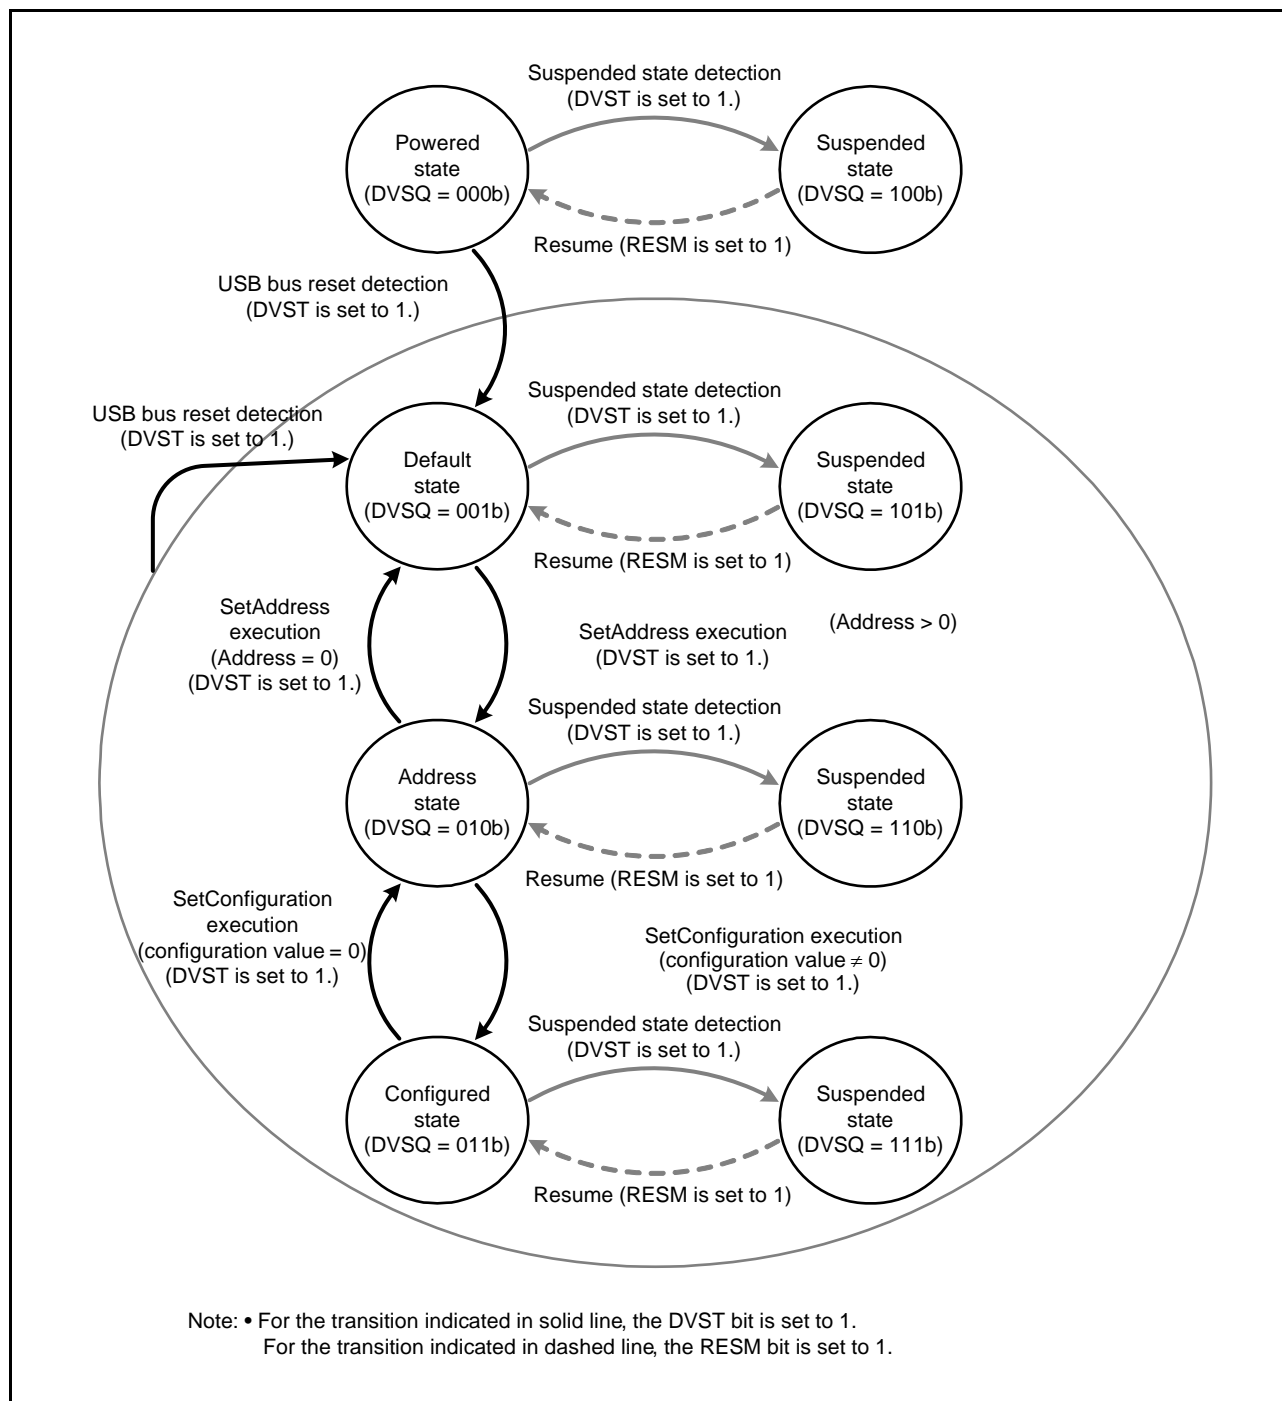 Suspended state detection
(DVST is set to 1.)
Powered
state
(DVSQ = 000b)
Suspended
state
(DVSQ = 100b)
Resume (RESM is set to 1)
USB bus reset detection
(DVST is set to 1.)
USB bus reset detection
(DVST is set to 1.)
Suspended state detection
(DVST is set to 1.)
Default
state
(DVSQ = 001b)
Suspended
state
(DVSQ = 101b)
Resume (RESM is set to 1)
SetAddress
execution
(Address = 0)
(DVST is set to 1.)
SetAddress execution
(DVST is set to 1.)
(Address > 0)
Suspended state detection
(DVST is set to 1.)
Address
state
(DVSQ = 010b)
Suspended
state
(DVSQ = 110b)
Resume (RESM is set to 1)
SetConfiguration
execution
(configuration value = 0)
(DVST is set to 1.)
SetConfiguration execution
(configuration value ≠ 0)
(DVST is set to 1.)
Suspended state detection
(DVST is set to 1.)
Configured
state
(DVSQ = 011b)
Suspended
state
(DVSQ = 111b)
Resume (RESM is set to 1)
Note: • For the transition indicated in solid line, the DVST bit is set to 1.
For the transition indicated in dashed line, the RESM bit is set to 1.